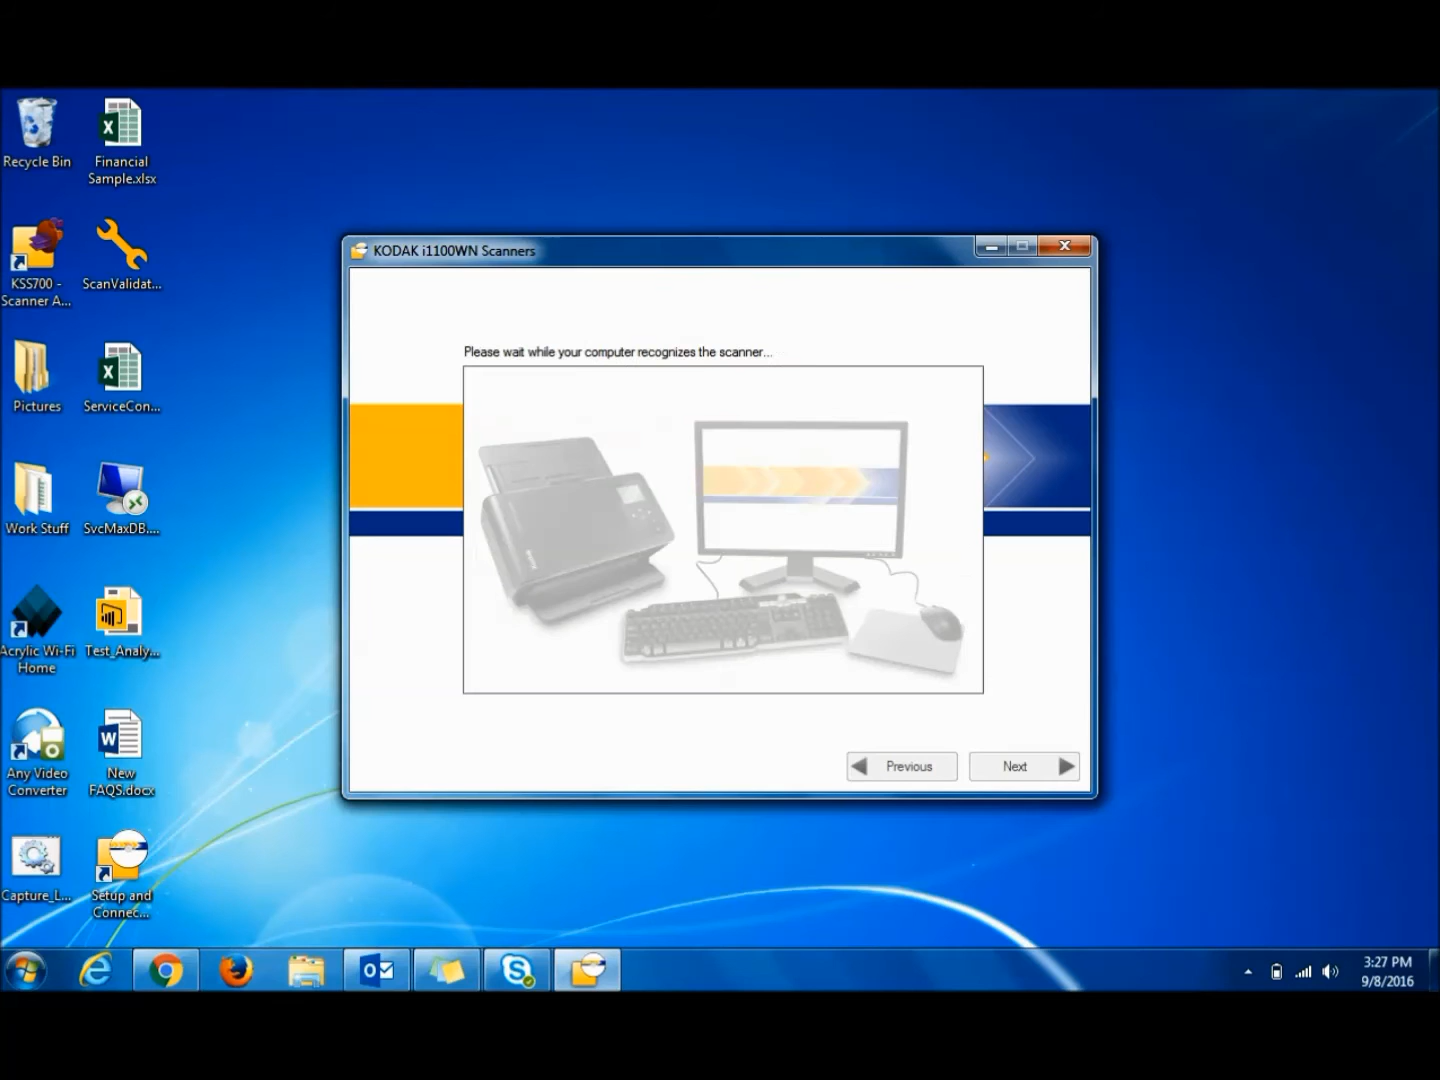 Recycle Bin
Financial
Sample.xlsx
KSS700 -
Scanner A...
ScanValidat...
Pictures
ServiceCon...
Work Stuff
SvcMaxDB....
Acrylic Wi-Fi
Home
Test_Analy...
Any Video
Converter
New
FAQS.docx
Capture_L...
Setup and
Connec...
KODAK i1100WN Scanners
Please wait while your computer recognizes the scanner...
Previous
Next
3:27 PM
9/8/2016